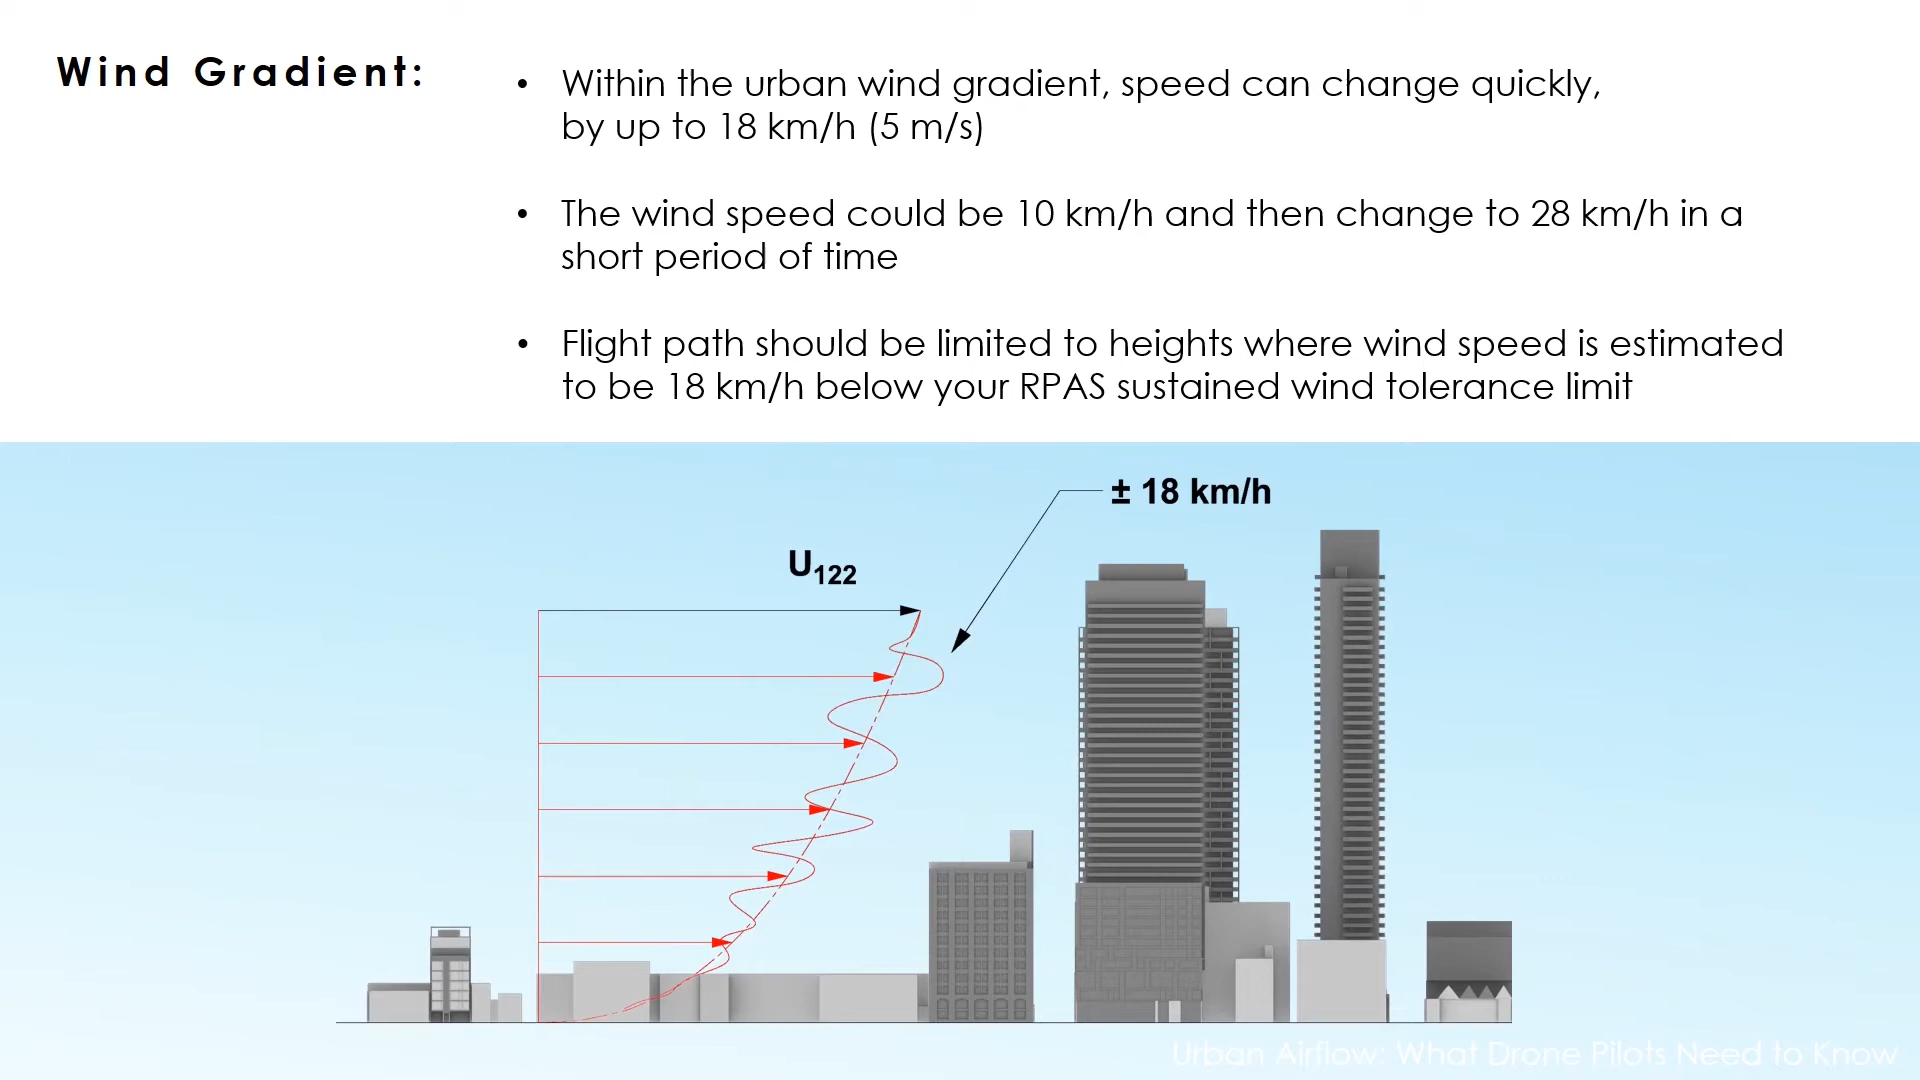 Wind Gradient:
• Within the urban wind gradient, speed can change quickly,
by up to 18 km/h (5 m/s)
• The wind speed could be 10 km/h and then change to 28 km/h in a
short period of time
• Flight path should be limited to heights where wind speed is estimated
to be 18 km/h below your RPAS sustained wind tolerance limit
± 18 km/h
U122
Urban Airflow: What Drone Pilots Need to Know